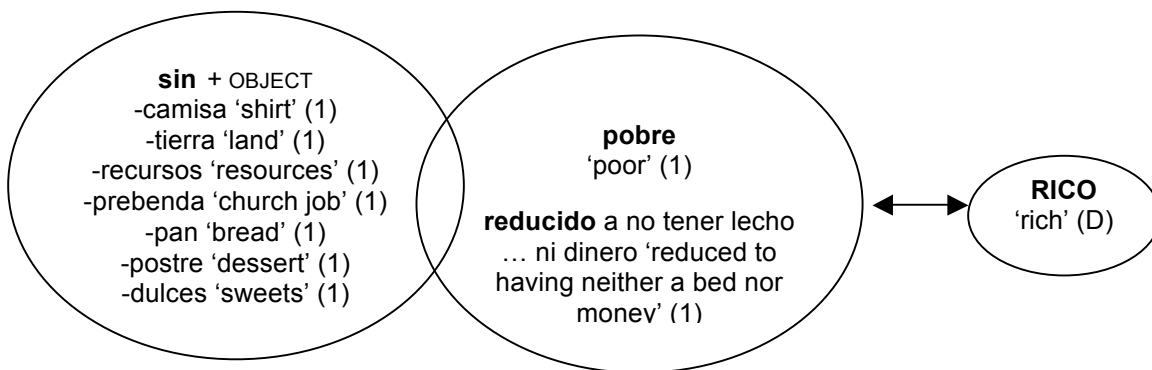 sin + OBJECT
-camisa ‘shirt’ (1)
-tierra ‘land’ (1)
-recursos ‘resources’ (1)
-prebenda ‘church job’ (1)
-pan ‘bread’ (1)
-postre ‘dessert’ (1)
-dulces ‘sweets’ (1)
pobre
‘poor’ (1)
reducido a no tener lecho
… ni dinero ‘reduced to
having neither a bed nor
money’ (1)
RICO
‘rich’ (D)